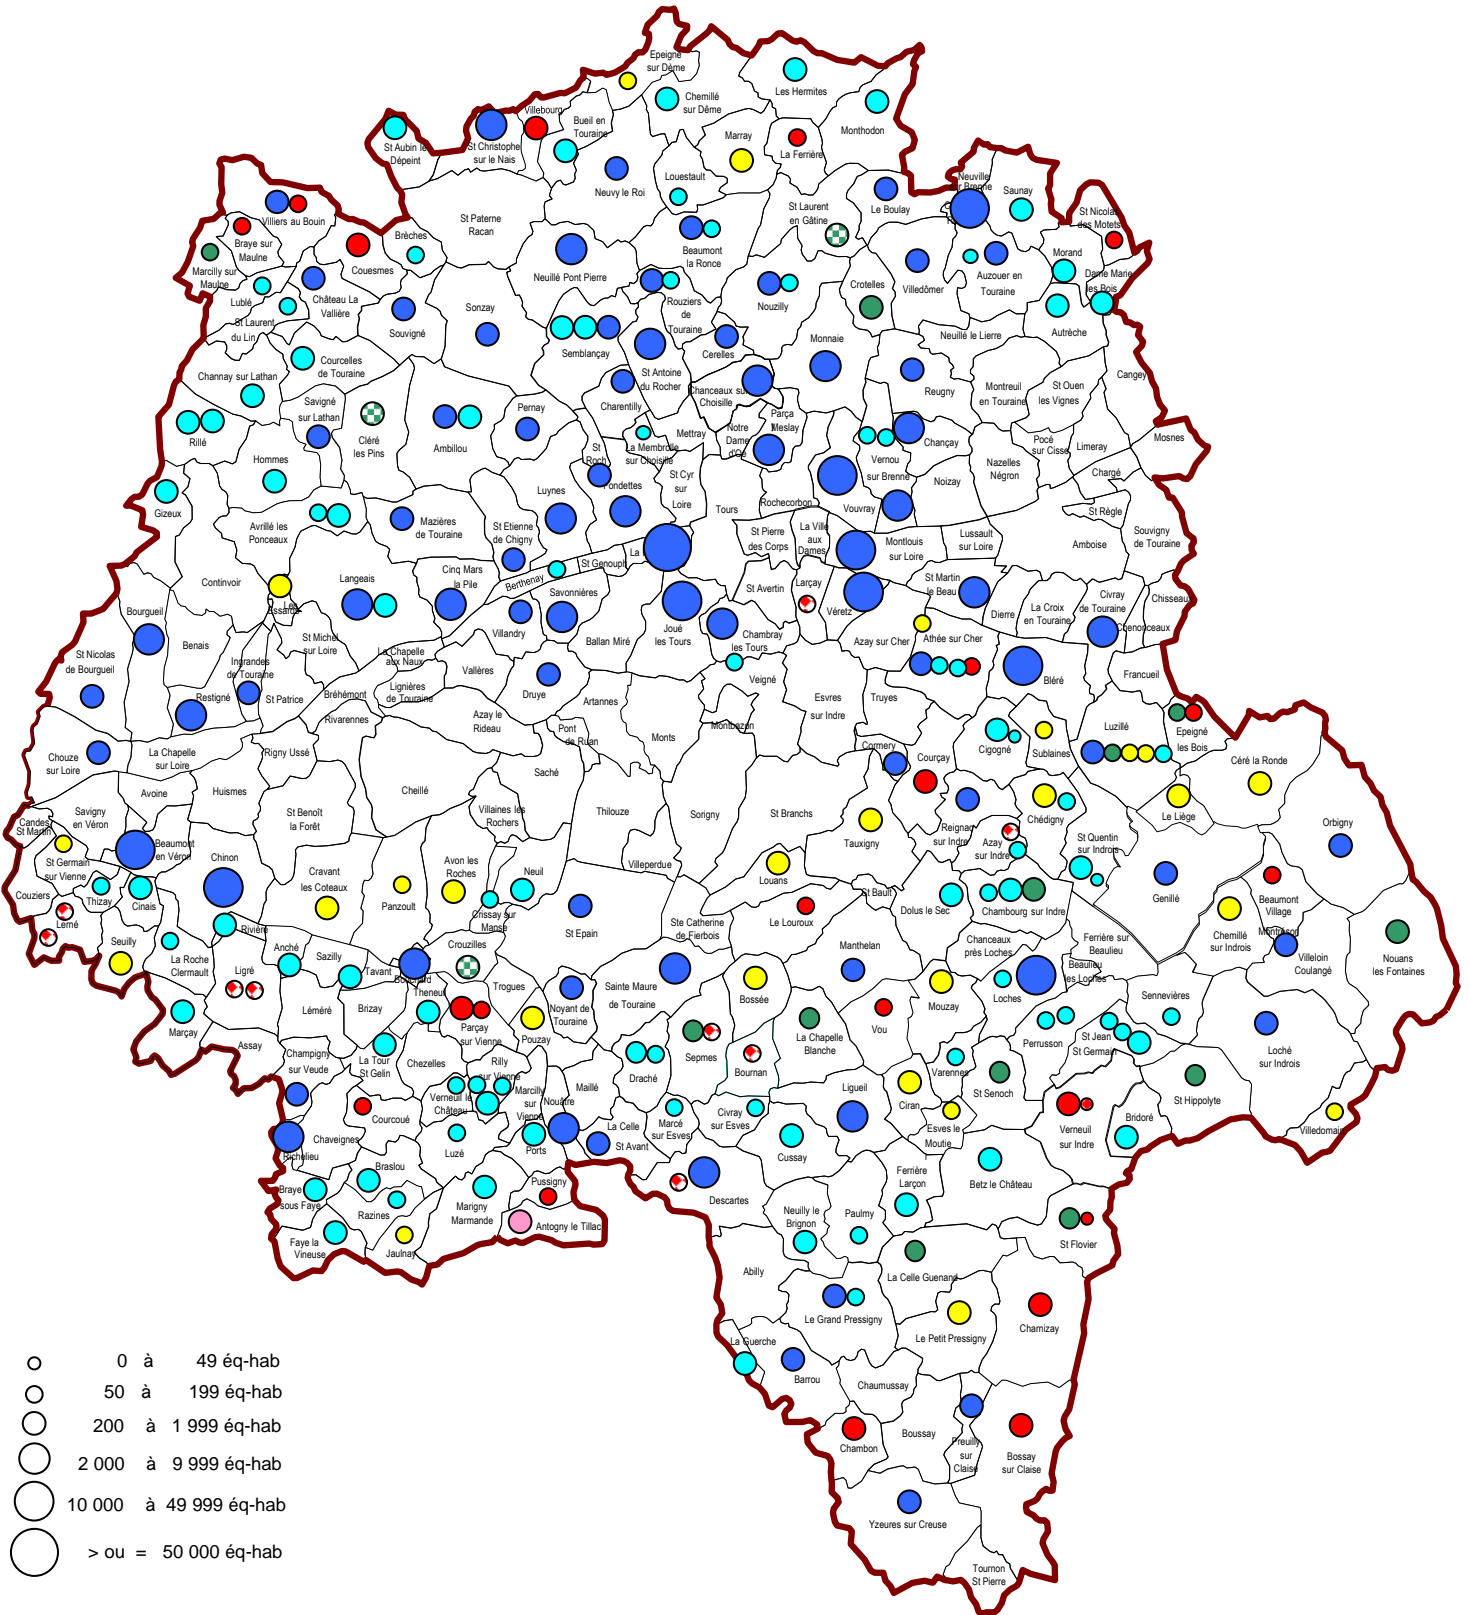 Epeigne
sur Dème
Les Hermites
Chemillé
sur Dême
Monthodon
Villebourg
Bueil en
Touraine
St Aubin le
Dépeint
St Christophe
sur le Nais
Marray
La Ferrière
Neuvy le Roi
Louestault
St Laurent
en Gâtine
Le Boulay
Neuville
sur Brenne
Saunay
St Nicolas
des Motets
Villiers au Bouin
Braye sur
Maulne
Marcilly sur
Maulne
Couesmes
Brèches
St Paterne
Racan
Neuillé Pont Pierre
Beaumont
la Ronce
Villedômer
Auzouer en
Touraine
Morand
Dame Marie
les Bois
Lublé
Château La
Vallière
St Laurent
du Lin
Souvigné
Sonzay
Rouziers
de
Touraine
Nouzilly
Crotelles
Autrèche
Neuillé le Lierre
Semblançay
Cerelles
Monnaie
Courcelles
de Touraine
Channay sur Lathan
St Antoine
du Rocher
Chanceaux sur
Choisille
Reugny
Montreuil
en Touraine
St Ouen
les Vignes
Cangey
Savigné
sur Lathan
Charentilly
Rillé
Cléré
les Pins
Ambillou
Pernay
Mettray
Notre
Dame
d'Oé
Parça
Meslay
Chançay
Pocé
sur Cisse
Limeray
Mosnes
Hommes
St
Roch
La Membrolle
sur Choisille
Vernou
sur Brenne
Nazelles
Négron
Chargé
Gizeux
Luynes
Fondettes
St Cyr
sur
Loire
Tours
Rochecorbon
Vouvray
Noizay
St Règle
Avrillé les
Ponceaux
Mazières
de Touraine
St Etienne
de Chigny
St Pierre
des Corps
La Ville
aux
Dames
Montlouis
sur Loire
Lussault
sur Loire
Amboise
Souvigny
de Touraine
La
St Genouph
Berthenay
Continvoir
Langeais
Cinq Mars
la Pile
Savonnières
St Avertin
Larçay
Véretz
St Martin
le Beau
Dierre
La Croix
en Touraine
Civray
de Touraine
Chisseaux
Chenonceaux
Les
Essards
Bourgueil
Benais
St Michel
sur Loire
Villandry
Ballan Miré
Joué
les Tours
Chambray
les Tours
Azay sur Cher
Athée sur Cher
St Nicolas
de Bourgueil
Ingrandes
de Touraine
La Chapelle
aux Naux
Vallères
Druye
Veigné
Bléré
Francueil
Restigné
St Patrice
Bréhémont
Lignières
de Touraine
Artannes
Esvres
sur Indre
Truyes
Rivarennes
Azay le
Rideau
Pont
de Ruan
Monts
Montbazon
Cigogné
Sublaines
Luzillé
Epeigné
les Bois
Chouze
sur Loire
La Chapelle
sur Loire
Rigny Ussé
Saché
Cormery
Courçay
Céré la Ronde
Avoine
Huismes
Cheillé
Savigny
en Véron
St Benoît
la Forêt
Villaines les
Rochers
Thilouze
Sorigny
St Branchs
Tauxigny
Reignac
sur Indre
Chédigny
Le Liège
Candes
St Martin
Beaumont
en Véron
Azay
sur Indre
St Quentin
sur Indrois
Orbigny
St Germain
sur Vienne
Chinon
Cravant
les Coteaux
Avon les
Roches
Villeperdue
Louans
Couziers
Thizay
Cinais
Panzoult
Neuil
St Bault
Dolus le Sec
Chambourg sur Indre
Genillé
Beaumont
Village
Lerné
Crissay sur
Manse
St Epain
Ste Catherine
de Fierbois
Le Louroux
Chemillé
sur Indrois
Montrésor
Seuilly
Rivière
La Roche
Clermault
Anché
Sazilly
Tavant
Bouchard
Crouzilles
Manthelan
Chanceaux
près Loches
Ferrière sur
Beaulieu
Beaulieu
les Loches
Villeloin
Coulangé
Nouans
les Fontaines
Ligré
Theneuil
Trogues
Noyant de
Touraine
Sainte Maure
de Touraine
Bossée
Mouzay
Loches
Sennevières
Marçay
Léméré
Brizay
Parçay
sur Vienne
Pouzay
Sepmes
La Chapelle
Blanche
Vou
Perrusson
St Jean
St Germain
Loché
sur Indrois
Assay
Champigny
sur Veude
La Tour
St Gelin
Chezelles
Rilly
sur Vienne
Draché
Bournan
Varennes
St Senoch
Verneuil le
Château
Marcilly
sur
Vienne
Maillé
Nouâtre
Ligueil
Ciran
St Hippolyte
Courcoué
Marcé
sur Esves
Civray
sur Esves
Esves le
Moutie
Verneuil
sur Indre
Bridoré
Villedomain
Chaveignes
Richelieu
Luzé
Ports
La Celle
St Avant
Cussay
Braslou
Descartes
Ferrière
Larçon
Betz le Château
Braye
sous Faye
Razines
Marigny
Marmande
Pussigny
Antogny le Tillac
Neuilly le
Brignon
Paulmy
Faye la
Vineuse
Jaulnay
St Flovier
Abilly
La Celle Guenand
Le Grand Pressigny
Le Petit Pressigny
Charnizay
La Guerche
Barrou
Chaumussay
Chambon
Boussay
Preuilly
sur
Claise
Bossay
sur Claise
Yzeures sur Creuse
Tournon
St Pierre
0 à 49 éq-hab
50 à 199 éq-hab
200 à 1 999 éq-hab
2 000 à 9 999 éq-hab
10 000 à 49 999 éq-hab
> ou = 50 000 éq-hab